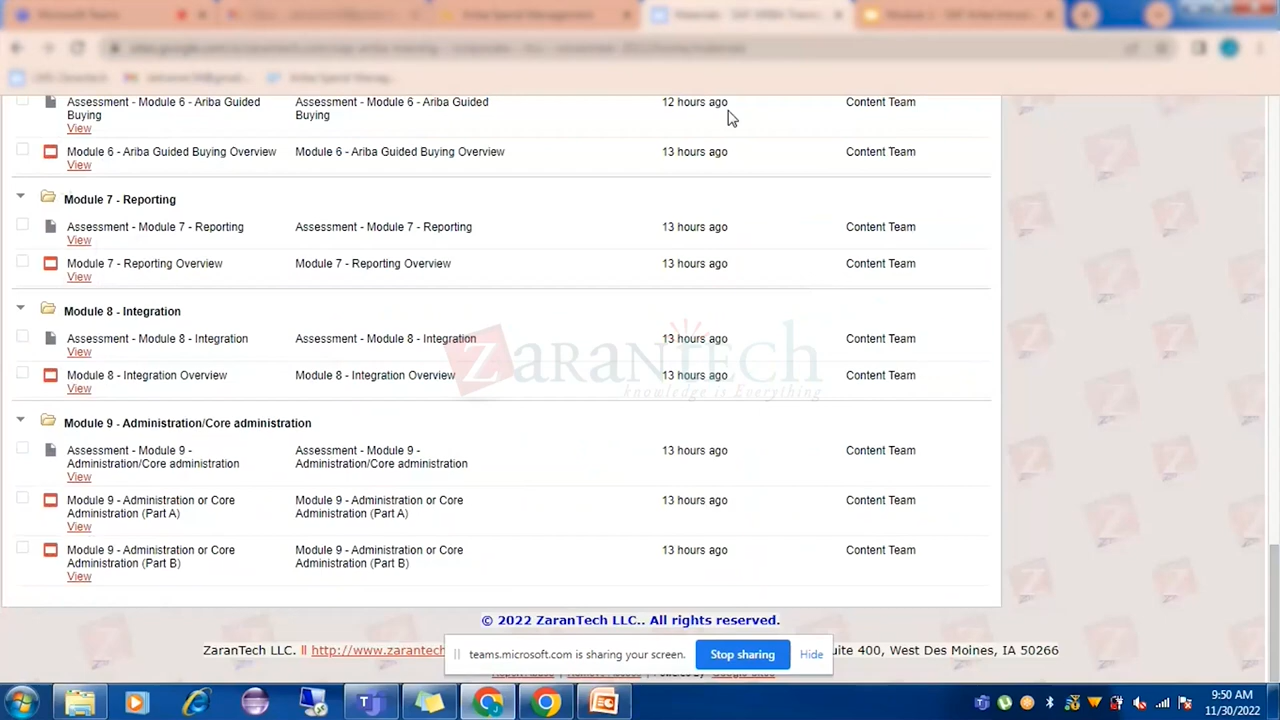 Assessment - Module 6 - Ariba Guided Buying Assessment - Module 6 - Ariba Guided Buying 12 hours ago Content Team
View
Module 6 - Ariba Guided Buying Overview Module 6 - Ariba Guided Buying Overview 13 hours ago Content Team
View
Module 7 - Reporting
Assessment - Module 7 - Reporting Assessment - Module 7 - Reporting 13 hours ago Content Team
View
Module 7 - Reporting Overview Module 7 - Reporting Overview 13 hours ago Content Team
View
Module 8 - Integration
Assessment - Module 8 - Integration Assessment - Module 8 - Integration 13 hours ago Content Team
View
Module 8 - Integration Overview Module 8 - Integration Overview 13 hours ago Content Team
View
ZaranTech
knowledge is Everything
Module 9 - Administration/Core administration
Assessment - Module 9 - Administration/Core administration Assessment - Module 9 - Administration/Core administration 13 hours ago Content Team
View
Module 9 - Administration or Core Administration (Part A) Module 9 - Administration or Core Administration (Part A) 13 hours ago Content Team
View
Module 9 - Administration or Core Administration (Part B) Module 9 - Administration or Core Administration (Part B) 13 hours ago Content Team
View
© 2022 ZaranTech LLC.. All rights reserved.
ZaranTech LLC. || http://www.zarantec uite 400, West Des Moines, IA 50266
teams.microsoft.com is sharing your screen. Stop sharing Hide
9:50 AM
11/30/2022